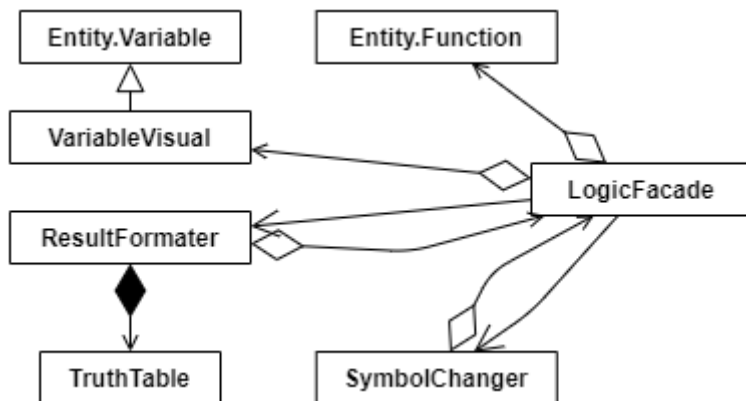 Entity.Variable
Entity.Function
VariableVisual
LogicFacade
ResultFormater
TruthTable
SymbolChanger